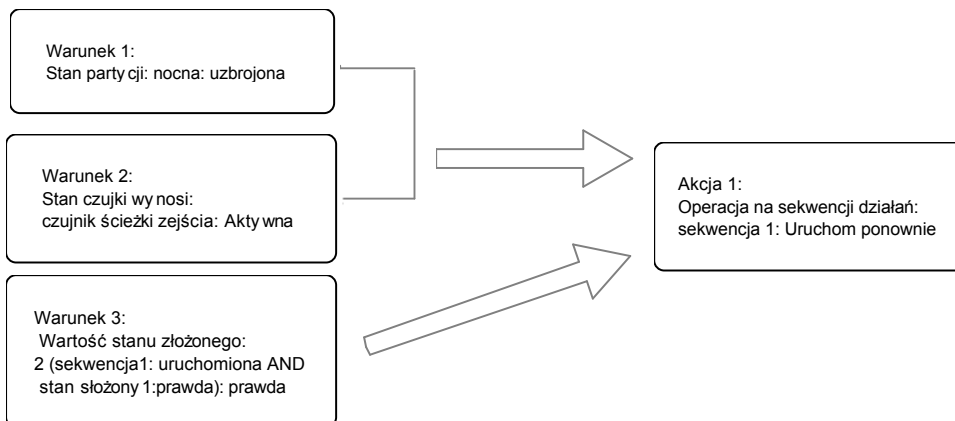 Warunek 1:
Stan partycji: nocna: uzbrojona
Warunek 2:
Stan czujki wynosi:
czujnik ścieżki zejścia: Aktywna
Warunek 3:
Wartość stanu złożonego:
2 (sekwencja1: uruchomiona AND
stan słożony 1:prawda): prawda
Akcja 1:
Operacja na sekwencji działań:
sekwencja 1: Uruchom ponownie